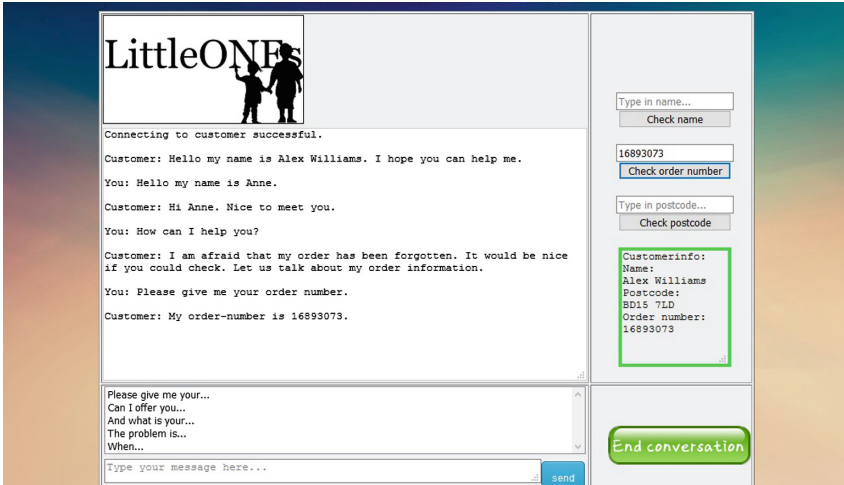 LittleONEs
Connecting to customer successful.
Customer: Hello my name is Alex Williams. I hope you can help me.
You: Hello my name is Anne.
Customer: Hi Anne. Nice to meet you.
You: How can I help you?
Customer: I am afraid that my order has been forgotten. It would be nice
if you could check. Let us talk about my order information.
You: Please give me your order number.
Customer: My order-number is 16893073.
Please give me your...
Can I offer you...
And what is your...
The problem is...
When...
Type your message here...
send
Type in name...
Check name
16893073
Check order number
Type in postcode...
Check postcode
Customerinfo:
Name:
Alex Williams
Postcode:
BD15 7LD
Order number:
16893073
End conversation